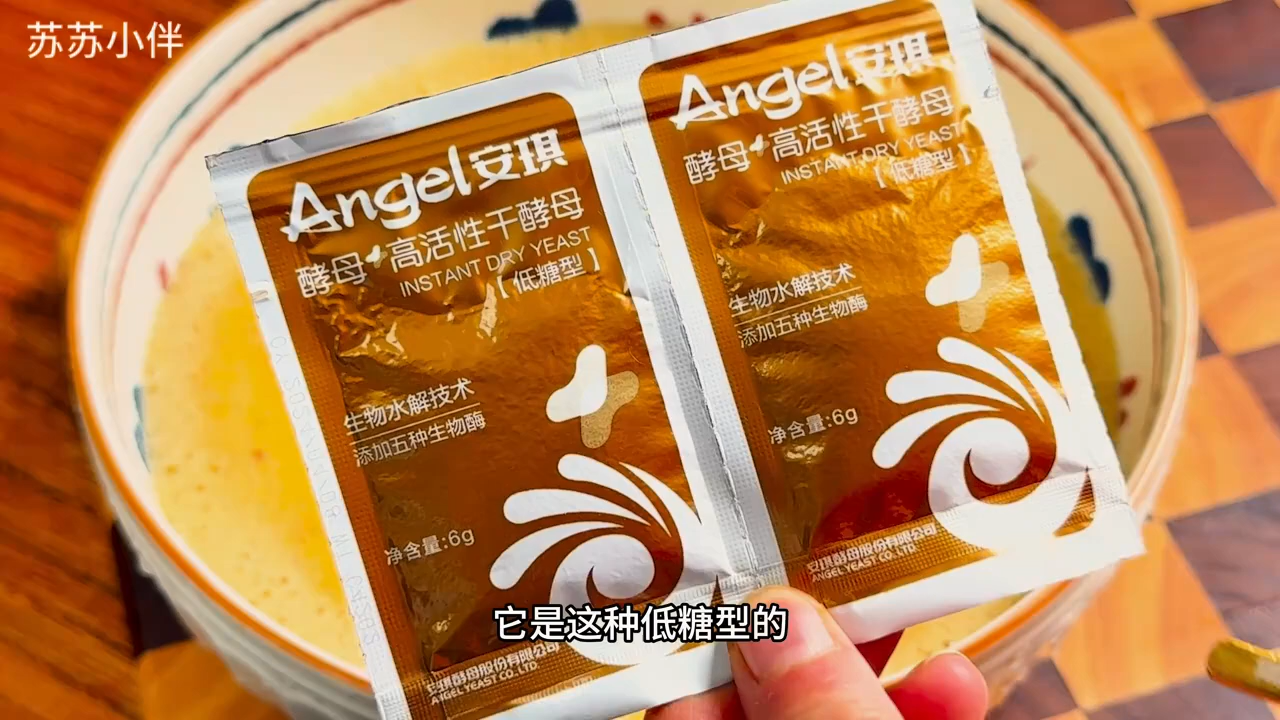 苏苏小伴
Angel安琪
酵母+高活性干酵母
INSTANT DRY YEAST
【低糖型】
生物水解技术
添加五种生物酶
净含量:6g
安琪酵母股份有限公司
ANGEL YEAST CO.,LTD.
Angel安琪
酵母+高活性干酵母
INSTANT DRY YEAST
【低糖型】
生物水解技术
添加五种生物酶
净含量:6g
安琪酵母股份有限公司
ANGEL YEAST CO.,LTD.
它是这种低糖型的